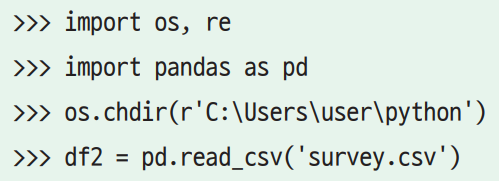 >>> import os, re
>>> import pandas as pd
>>> os.chdir(r'C:\Users\user\python')
>>> df2 = pd.read_csv('survey.csv')